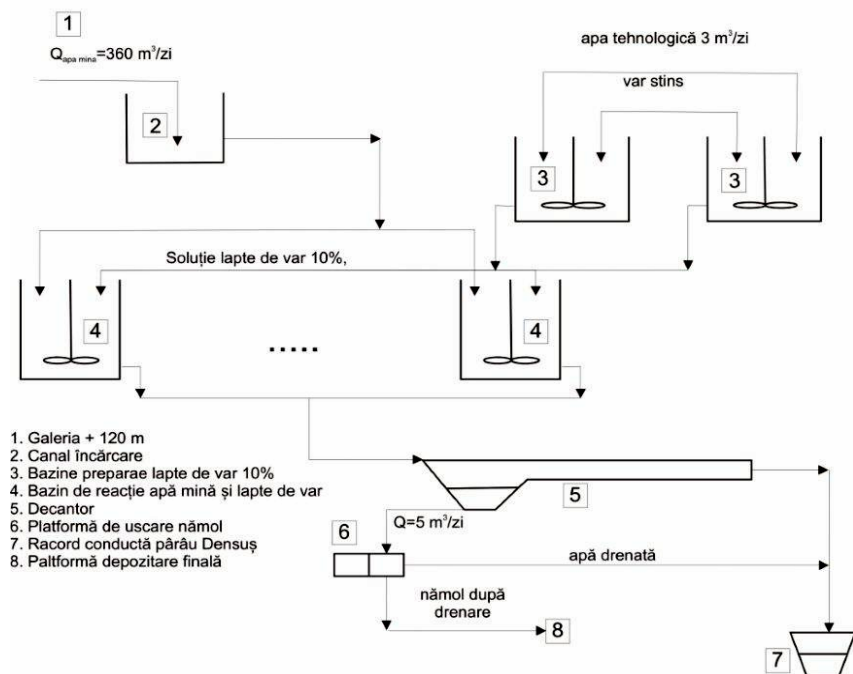 1
Qapa mina=360 m³/zi
apa tehnologică 3 m³/zi
var stins
2
3
3
Soluție lapte de var 10%,
4
.....
4
1. Galeria + 120 m
2. Canal încărcare
3. Bazine preparae lapte de var 10%
4. Bazin de reacție apă mină și lapte de var
5. Decantor
6. Platformă de uscare nămol
7. Racord conductă pârâu Densuș
8. Paltformă depozitare finală
5
Q=5 m³/zi
6
apă drenată
nămol după
drenare
8
7